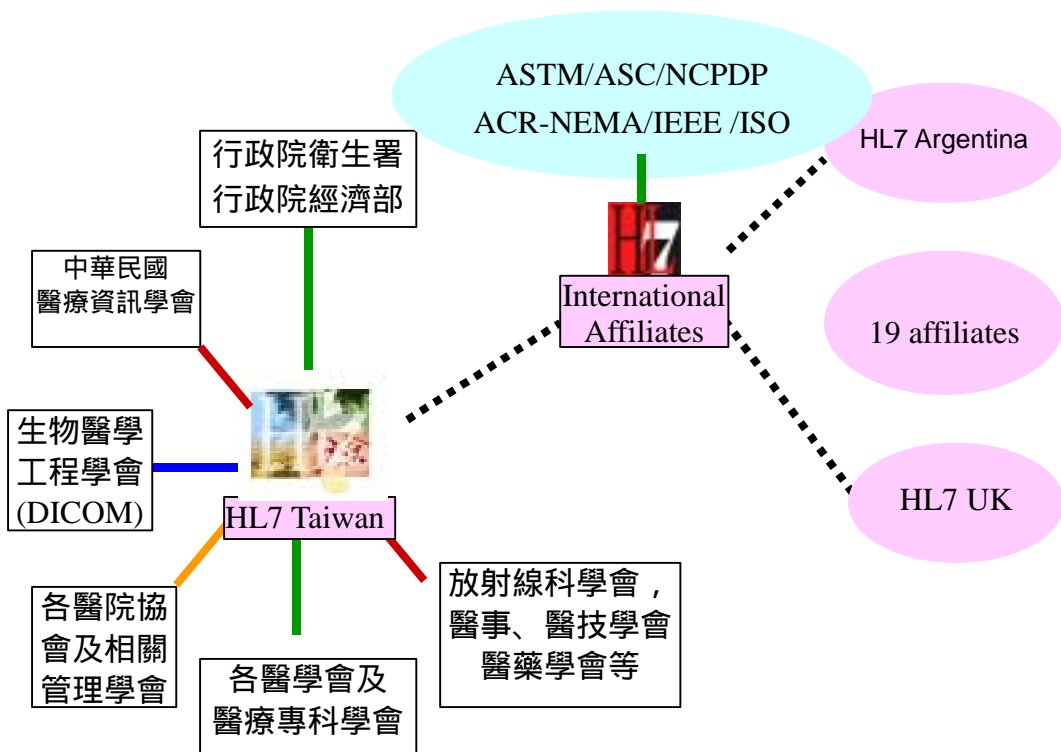 ASTM/ASC/NCPDP
ACR-NEMA/IEEE /ISO
HL7 Argentina
行政院衛生署
行政院經濟部
HL7
International
Affiliates
中華民國
醫療資訊學會
19 affiliates
生物醫學
工程學會
(DICOM)
HL7 Taiwan
HL7 UK
各醫院協
會及相關
管理學會
各醫學會及
醫療專科學會
放射線科學會，
醫事、醫技學會
醫藥學會等